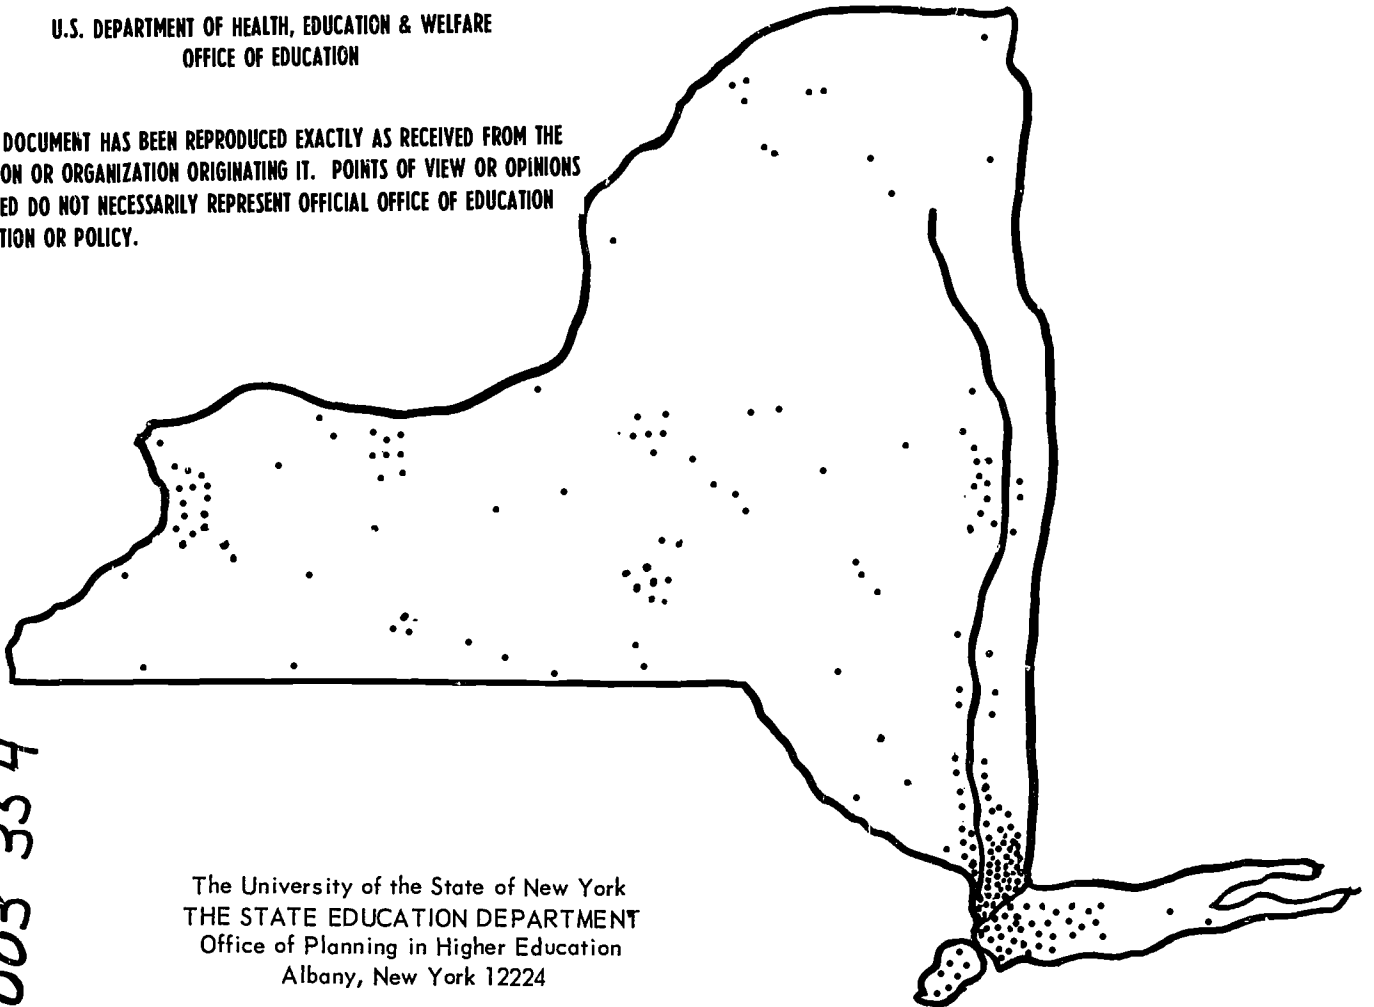 U.S. DEPARTMENT OF HEALTH, EDUCATION & WELFARE
OFFICE OF EDUCATION
DOCUMENT HAS BEEN REPRODUCED EXACTLY AS RECEIVED FROM THE
ON OR ORGANIZATION ORIGINATING IT. POINTS OF VIEW OR OPINIONS
ED DO NOT NECESSARILY REPRESENT OFFICIAL OFFICE OF EDUCATION
TION OR POLICY.
The University of the State of New York
THE STATE EDUCATION DEPARTMENT
Office of Planning in Higher Education
Albany, New York 12224
003 334